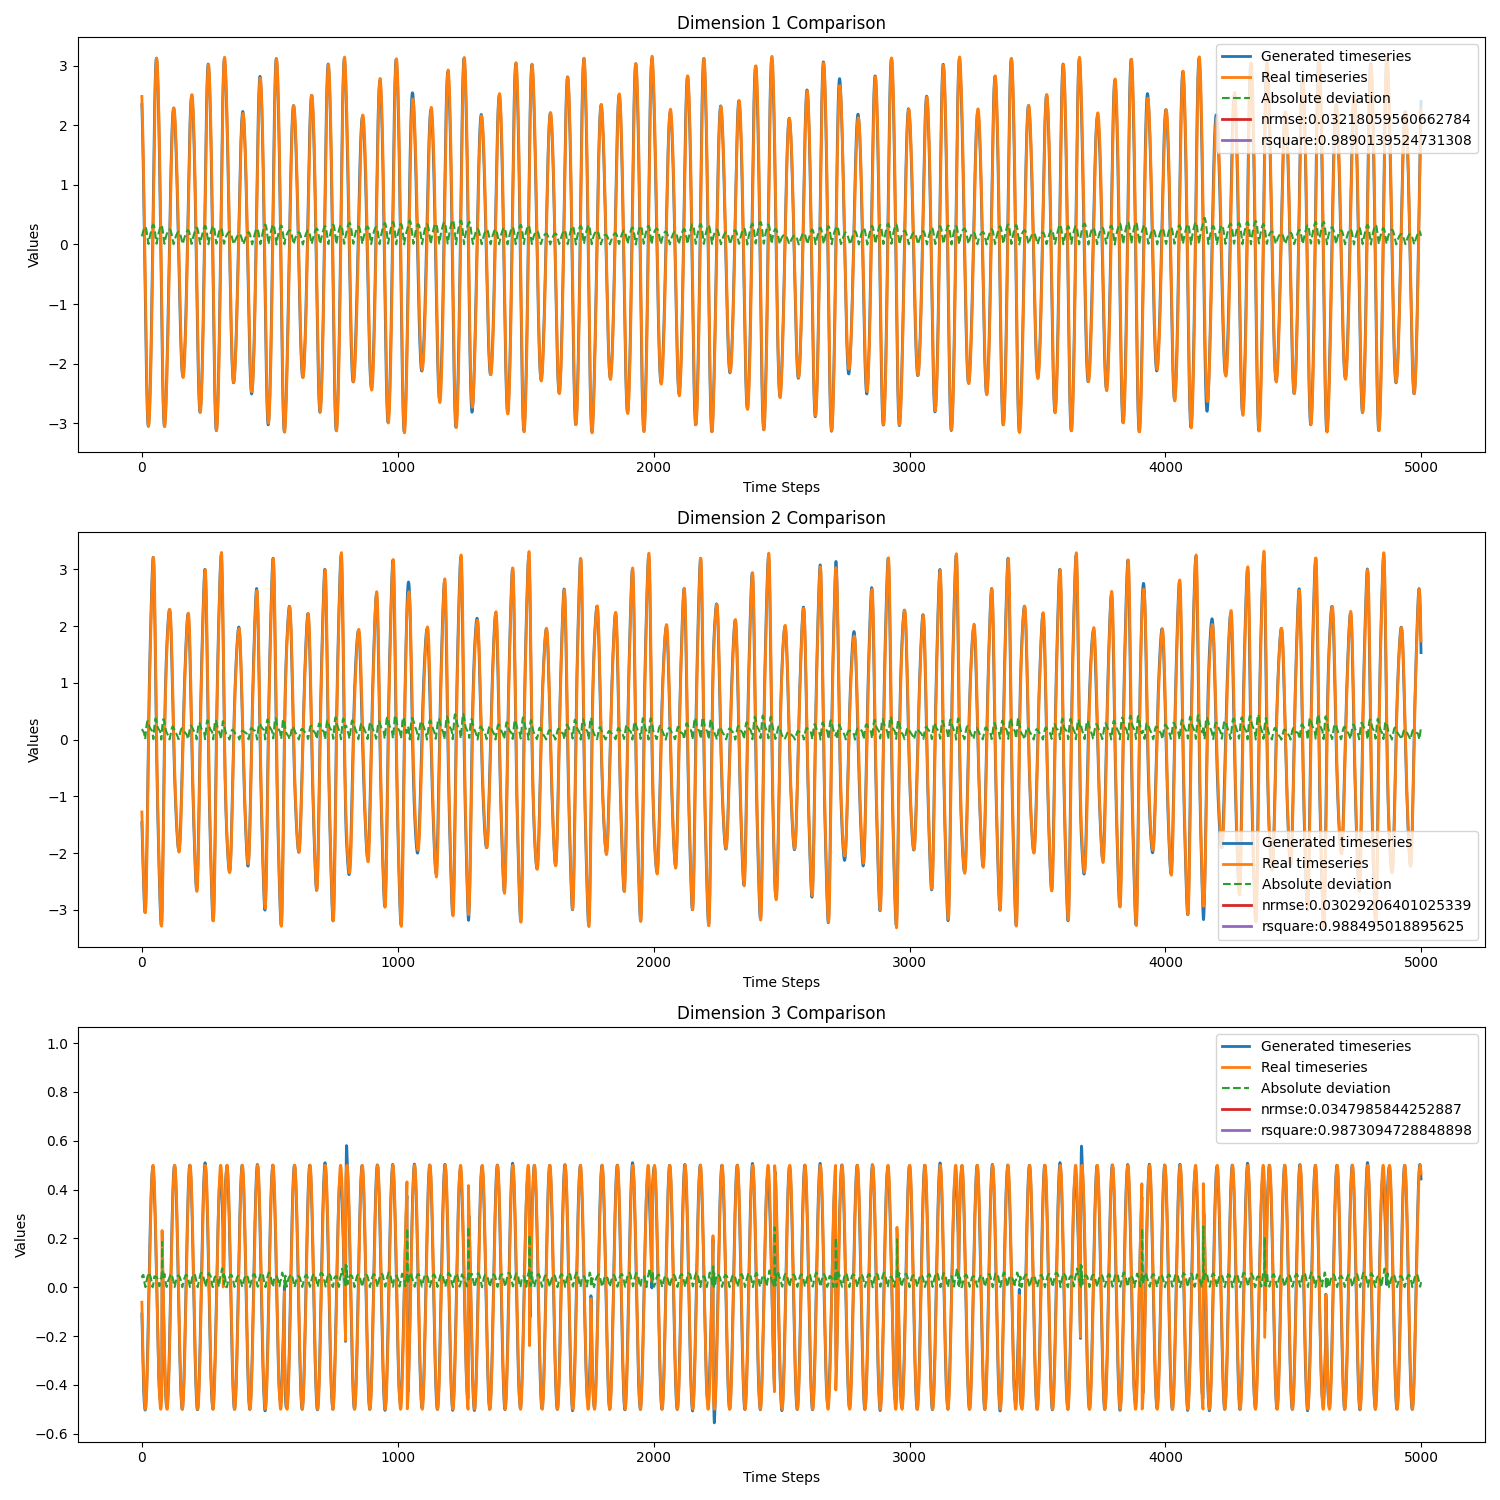 Dimension 1 Comparison
Values
3
2
1
0
−1
−2
−3
Generated timeseries
Real timeseries
Absolute deviation
nrmse:0.03218059560662784
rsquare:0.9890139524731308
0 1000 2000 3000 4000 5000
Time Steps
Dimension 2 Comparison
Values
3
2
1
0
−1
−2
−3
Generated timeseries
Real timeseries
Absolute deviation
nrmse:0.03029206401025339
rsquare:0.988495018895625
0 1000 2000 3000 4000 5000
Time Steps
Dimension 3 Comparison
Values
1.0
0.8
0.6
0.4
0.2
0.0
−0.2
−0.4
−0.6
Generated timeseries
Real timeseries
Absolute deviation
nrmse:0.0347985844252887
rsquare:0.9873094728848898
0 1000 2000 3000 4000 5000
Time Steps